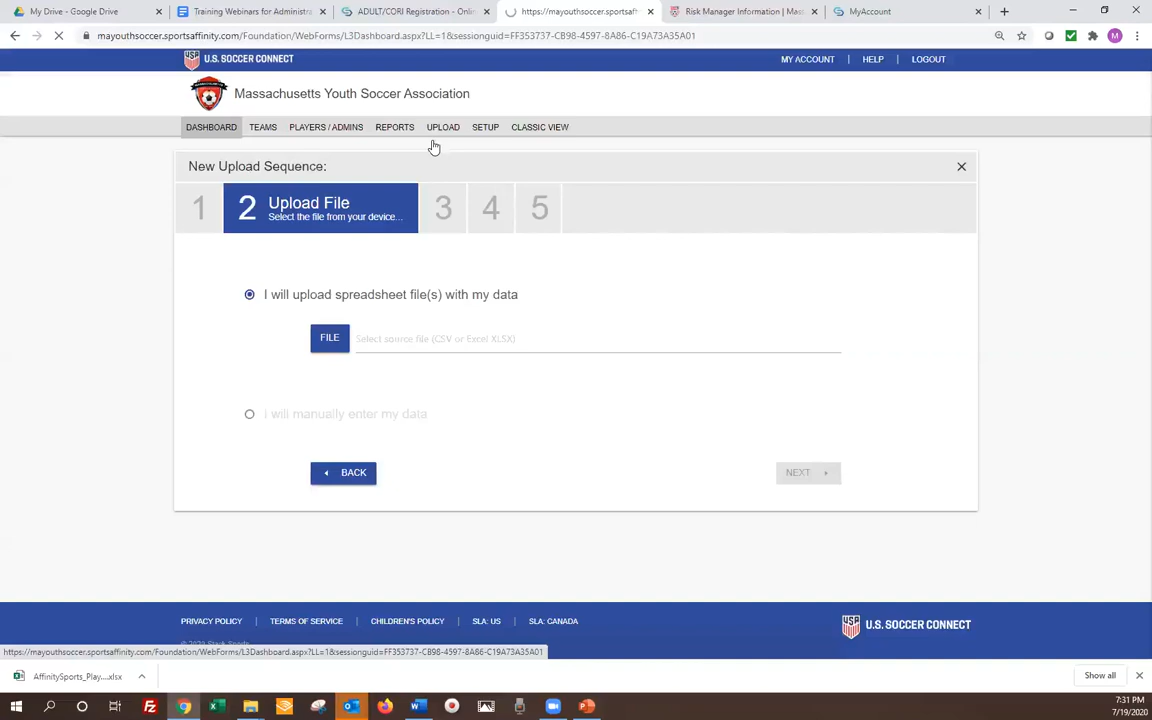 My Drive - Google Drive
Training Webinars for Administra
ADULT/CORI Registration - Onli
https://mayouthsoccer.sportsaff
Risk Manager Information | Mas
MyAccount
mayouthsoccer.sportsaffinity.com/Foundation/WebForms/L3Dashboard.aspx?LL=1&sessionguid=FF353737-CB98-4597-8A86-C19A73A35A01
U.S. SOCCER CONNECT
MY ACCOUNT | HELP | LOGOUT
Massachusetts Youth Soccer Association
DASHBOARD TEAMS PLAYERS / ADMINS REPORTS UPLOAD SETUP CLASSIC VIEW
New Upload Sequence:
1 2 Upload File 3 4 5
Select the file from your device...
I will upload spreadsheet file(s) with my data
FILE Select source file (CSV or Excel XLSX)
I will manually enter my data
BACK NEXT
PRIVACY POLICY | TERMS OF SERVICE | CHILDREN'S POLICY | SLA: US | SLA: CANADA
U.S. SOCCER CONNECT
https://mayouthsoccer.sportsaffinity.com/Foundation/WebForms/L3Dashboard.aspx?LL=1&sessionguid=FF353737-CB98-4597-8A86-C19A73A35A01
AffinitySports_Play....xlsx
Show all
7:31 PM
7/19/2020